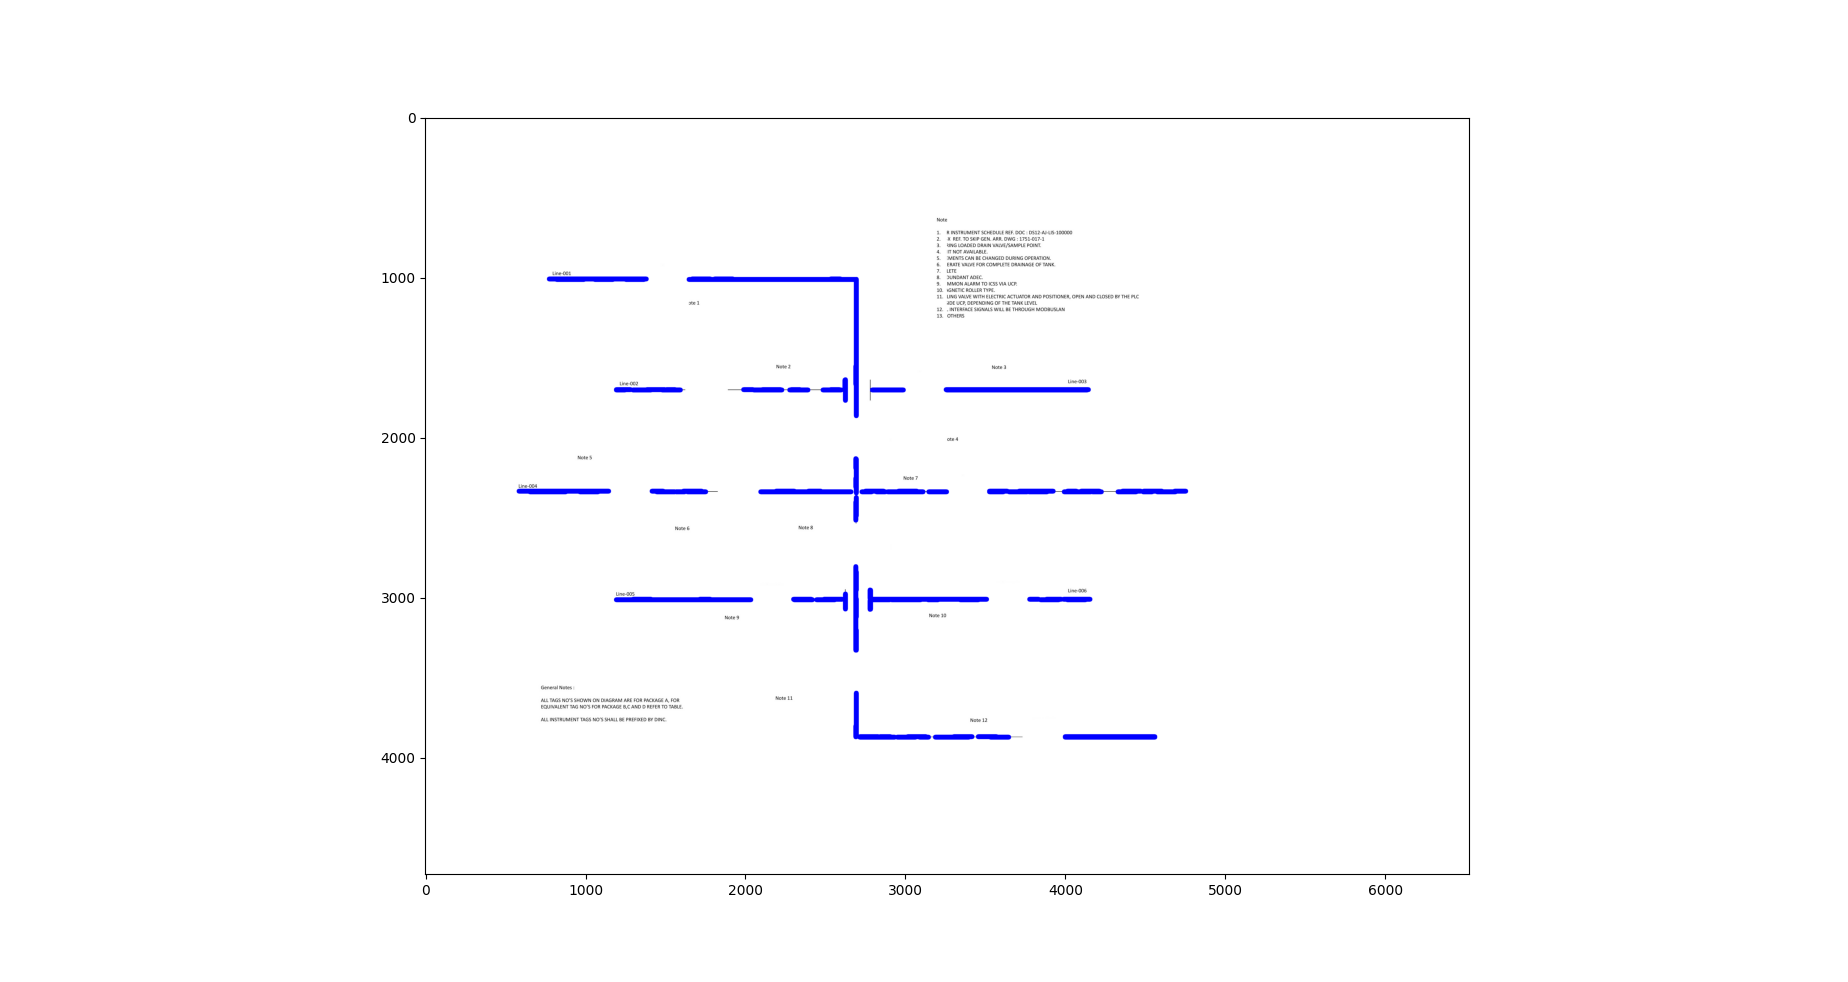 0
Note
1. R INSTRUMENT SCHEDULE REF. DOC : DS12-AJ-LIS-100000
2. REF. TO SKIP GEN. ARR. DWG : 1751-017-1
3. LOADED DRAIN VALVE/SAMPLE POINT.
4. NOT AVAILABLE.
5. CAN BE CHANGED DURING OPERATION.
6. ERATE VALVE FOR COMPLETE DRAINAGE OF TANK.
7. LETE
8. ADEC.
9. MMON ALARM TO ICSS VIA UCP.
10. ROLLER TYPE.
11. LING VALVE WITH ELECTRIC ACTUATOR AND POSITIONER, OPEN AND CLOSED BY THE PLC
UCP, DEPENDING OF THE TANK LEVEL
12. INTERFACE SIGNALS WILL BE THROUGH MODBUSLAN
13. OTHERS
1000
Line-001
ote 1
Note 2
Note 3
Line-002
Line-003
2000
ote 4
Note 5
Note 7
Line-004
Note 6
Note 8
3000
Line-005
Line-006
Note 9
Note 10
General Notes :
ALL TAGS NO'S SHOWN ON DIAGRAM ARE FOR PACKAGE A, FOR
EQUIVALENT TAG NO'S FOR PACKAGE B,C AND D REFER TO TABLE.
ALL INSTRUMENT TAGS NO'S SHALL BE PREFIXED BY DINC.
Note 11
Note 12
4000
0 1000 2000 3000 4000 5000 6000